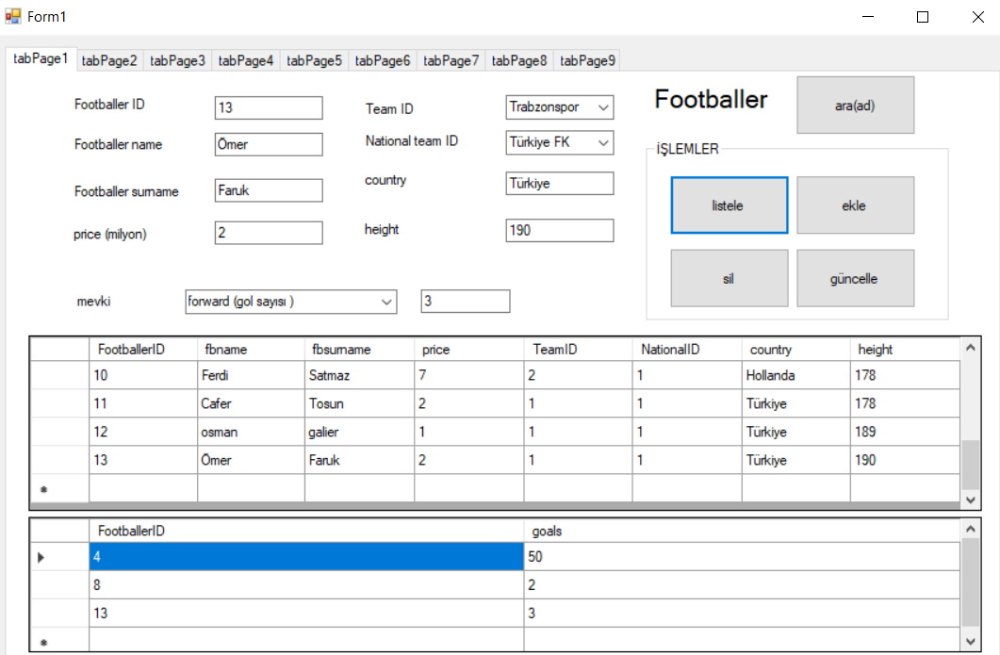 Form1
tabPage1 tabPage2 tabPage3 tabPage4 tabPage5 tabPage6 tabPage7 tabPage8 tabPage9
Footballer ID 13 Team ID Trabzonspor Footballer ara(ad)
Footballer name Ömer National team ID Türkiye FK
İŞLEMLER
Footballer surname Faruk country Türkiye listele ekle
price (milyon) 2 height 190
sil güncelle
mevki forward (gol sayısı ) 3
FootballerID fbname fbsurname price TeamID NationalID country height
10 Ferdi Satmaz 7 2 1 Hollanda 178
11 Cafer Tosun 2 1 1 Türkiye 178
12 osman galier 1 1 1 Türkiye 189
13 Ömer Faruk 2 1 1 Türkiye 190
FootballerID goals
4 50
8 2
13 3